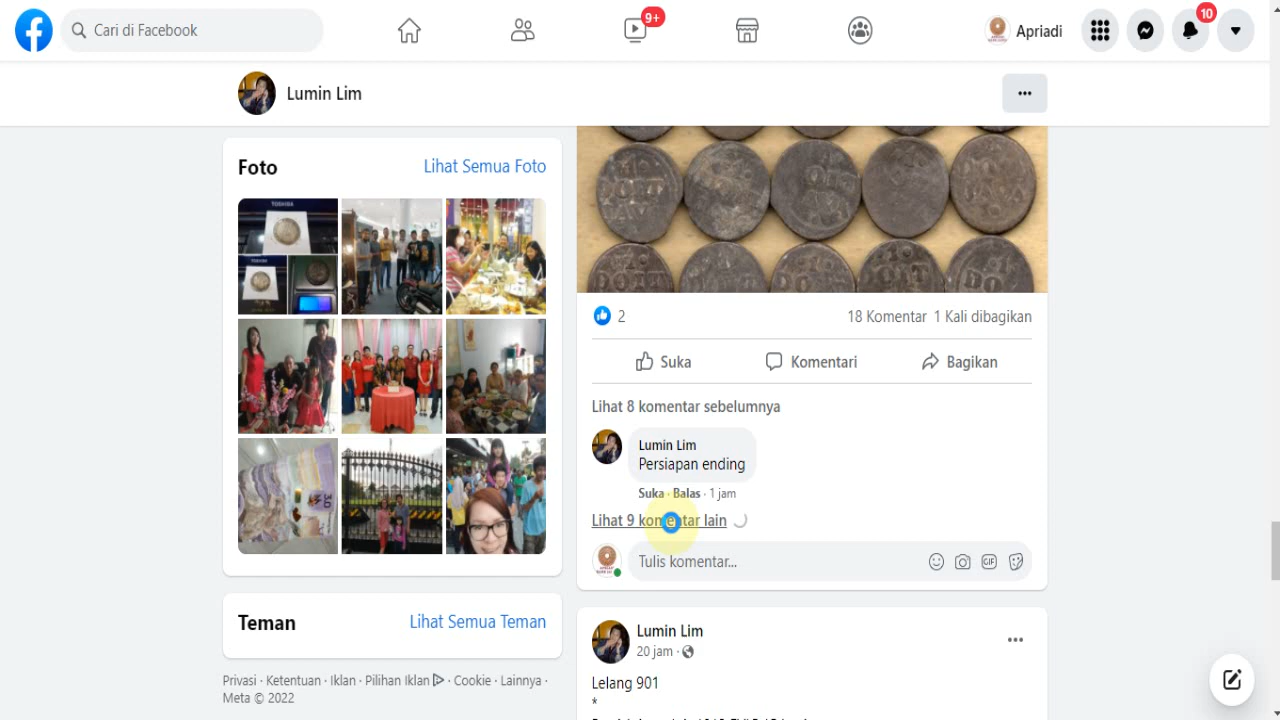 Cari di Facebook
9+
Apriadi
10
Lumin Lim
Foto
Lihat Semua Foto
TOSHIBA
TOSHIBA
Teman
Lihat Semua Teman
Privasi · Ketentuan · Iklan · Pilihan Iklan · Cookie · Lainnya ·
Meta © 2022
2
18 Komentar 1 Kali dibagikan
Suka
Komentari
Bagikan
Lihat 8 komentar sebelumnya
Lumin Lim
Persiapan ending
Suka · Balas · 1 jam
Lihat 9 komentar lain
Tulis komentar...
GIF
Lumin Lim
20 jam ·
Lelang 901
*